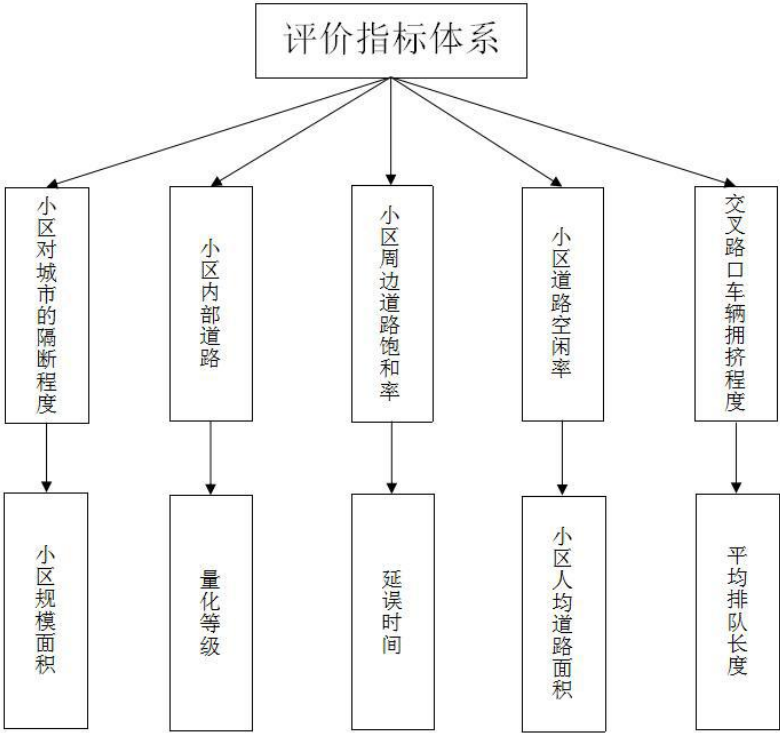 评价指标体系
小区对城市的隔断程度
小区内部道路
小区周边道路饱和率
小区道路空闲率
交叉路口车辆拥挤程度
小区规模面积
量化等级
延误时间
小区人均道路面积
平均排队长度